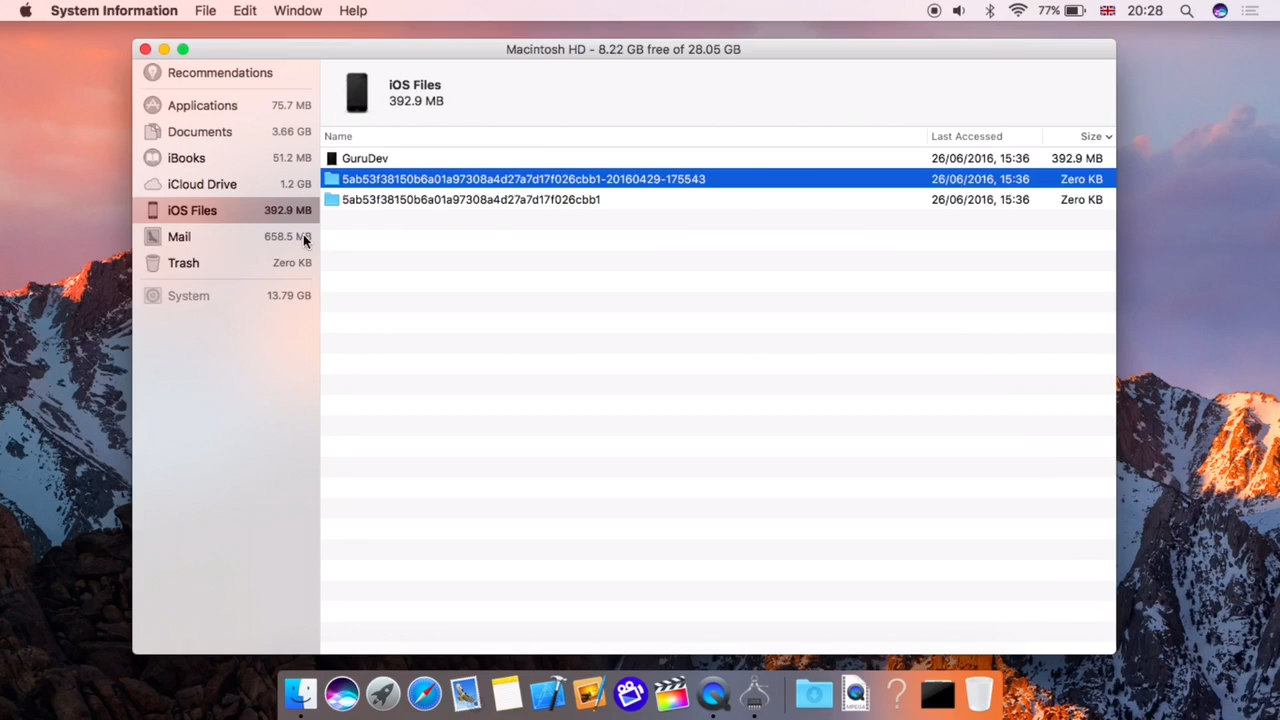 System Information File Edit Window Help 77% 20:28
Macintosh HD - 8.22 GB free of 28.05 GB
Recommendations
Applications 75.7 MB
Documents 3.66 GB
iBooks 51.2 MB
iCloud Drive 1.2 GB
iOS Files 392.9 MB
Mail 658.5 MB
Trash Zero KB
System 13.79 GB
iOS Files
392.9 MB
Name Last Accessed Size
GuruDev 26/06/2016, 15:36 392.9 MB
5ab53f38150b6a01a97308a4d27a7d17f026cbb1-20160429-175543 26/06/2016, 15:36 Zero KB
5ab53f38150b6a01a97308a4d27a7d17f026cbb1 26/06/2016, 15:36 Zero KB